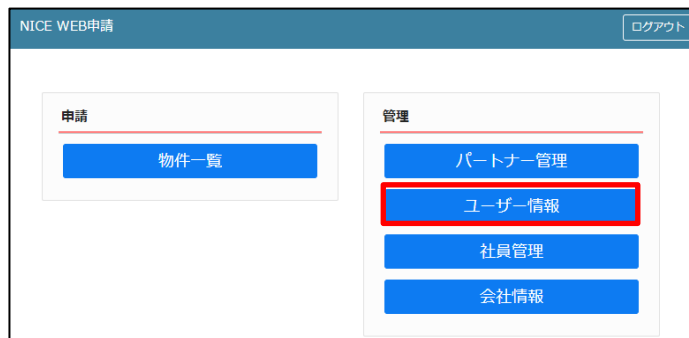 NICE WEB申請
ログアウト
申請
物件一覧
管理
パートナー管理
ユーザー情報
社員管理
会社情報